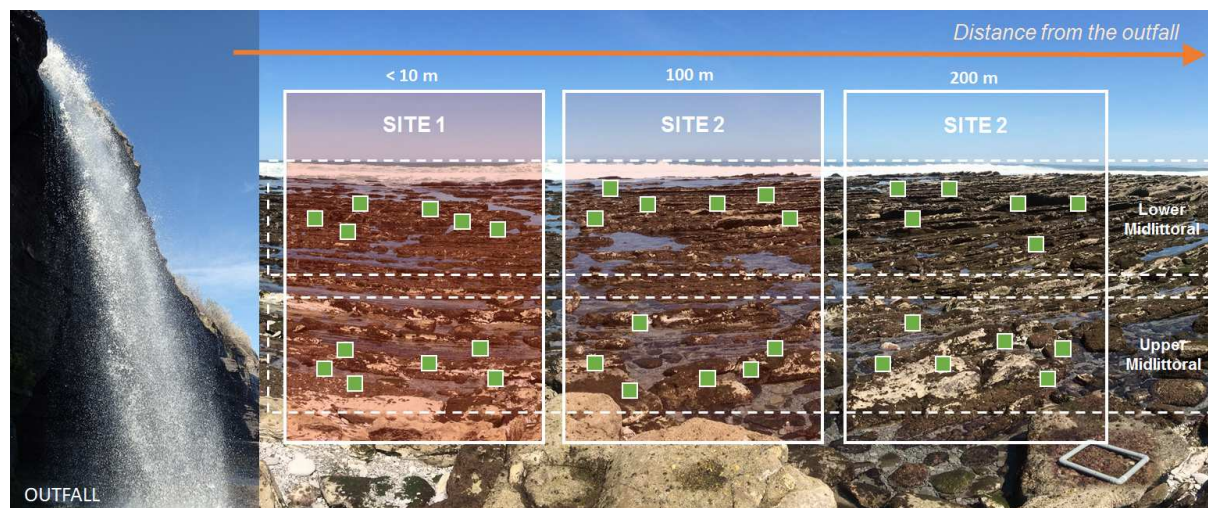 Distance from the outfall
< 10 m
100 m
200 m
SITE 1
SITE 2
SITE 2
Lower
Midlittoral
Upper
Midlittoral
OUTFALL